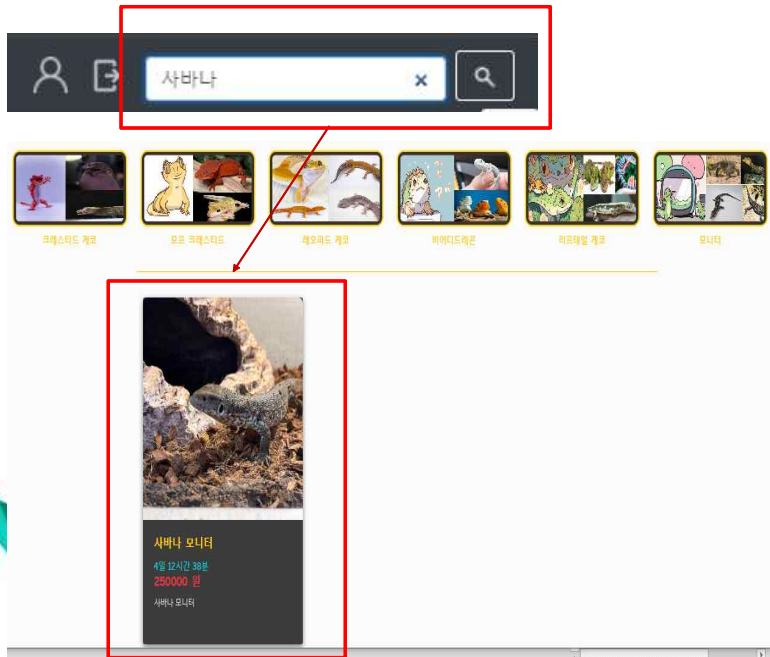 사바나
크레스티드 게코
모프 크레스티드
레오파드 게코
비어디드래곤
리프테일 게코
모니터
사바나 모니터
4일 12시간 38분
250000 원
사바나 모니터